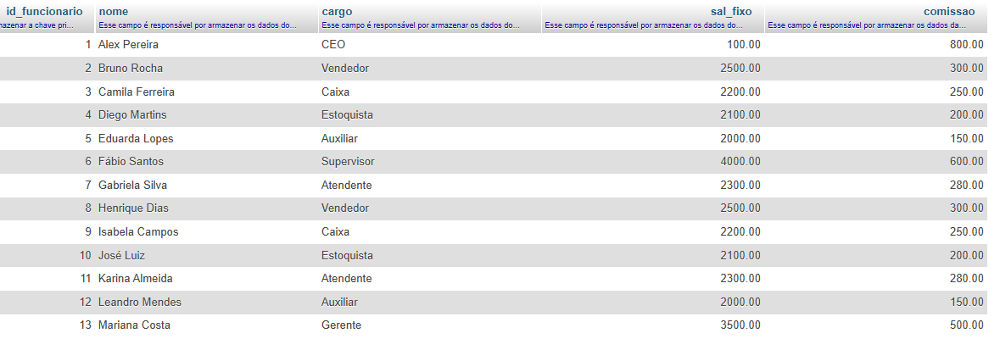 id_funcionario nome cargo sal_fixo comissao
mazenar a chave pri... Esse campo é responsável por armazenar os dados do... Esse campo é responsável por armazenar os dados do... Esse campo é responsável por armazenar os dados do... Esse campo é responsável por armazenar os dados da...
1 Alex Pereira CEO 100.00 800.00
2 Bruno Rocha Vendedor 2500.00 300.00
3 Camila Ferreira Caixa 2200.00 250.00
4 Diego Martins Estoquista 2100.00 200.00
5 Eduarda Lopes Auxiliar 2000.00 150.00
6 Fábio Santos Supervisor 4000.00 600.00
7 Gabriela Silva Atendente 2300.00 280.00
8 Henrique Dias Vendedor 2500.00 300.00
9 Isabela Campos Caixa 2200.00 250.00
10 José Luiz Estoquista 2100.00 200.00
11 Karina Almeida Atendente 2300.00 280.00
12 Leandro Mendes Auxiliar 2000.00 150.00
13 Mariana Costa Gerente 3500.00 500.00